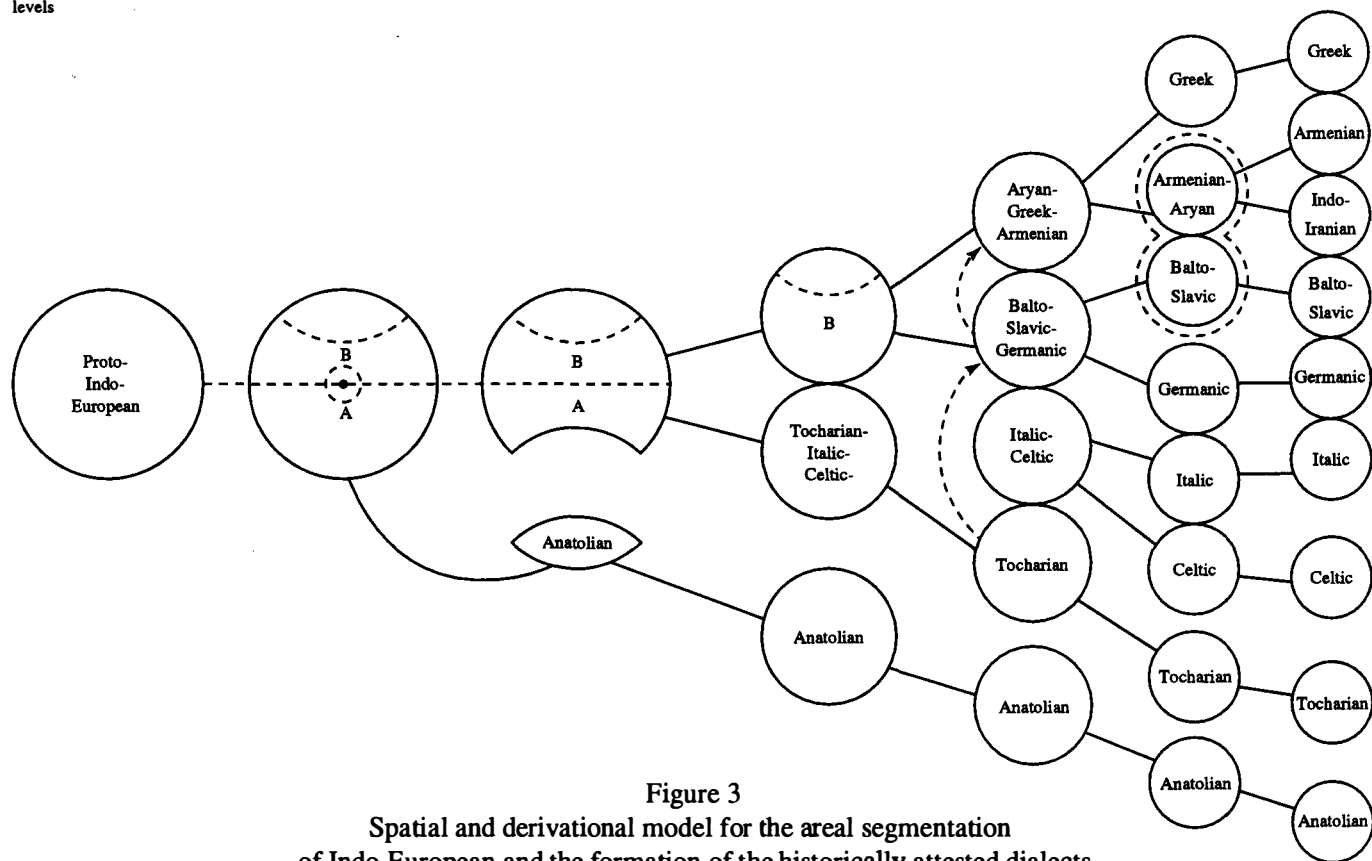 levels
Proto-
Indo-
European
B
A
B
A
Anatolian
B
Tocharian-
Italic-
Celtic-
Anatolian
Aryan-
Greek-
Armenian
Balto-
Slavic-
Germanic
Italic-
Celtic
Tocharian
Anatolian
Greek
Armenian-
Aryan
Balto-
Slavic
Germanic
Italic
Celtic
Tocharian
Anatolian
Greek
Armenian
Indo-
Iranian
Balto-
Slavic
Germanic
Italic
Celtic
Tocharian
Anatolian
Figure 3
Spatial and derivational model for the areal segmentation
of Indo-European and the formation of the historically attested dialects